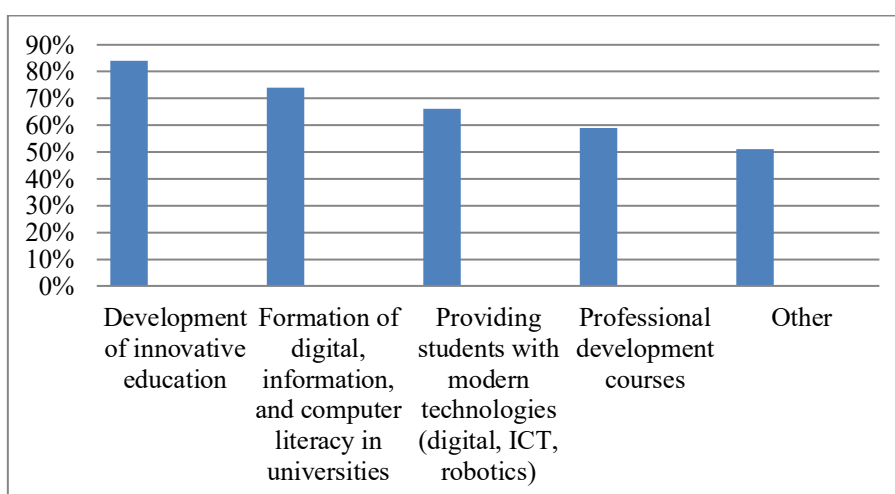 90%
80%
70%
60%
50%
40%
30%
20%
10%
0%
Development
of innovative
education
Formation of
digital,
information,
and computer
literacy in
universities
Providing
students with
modern
technologies
(digital, ICT,
robotics)
Professional
development
courses
Other